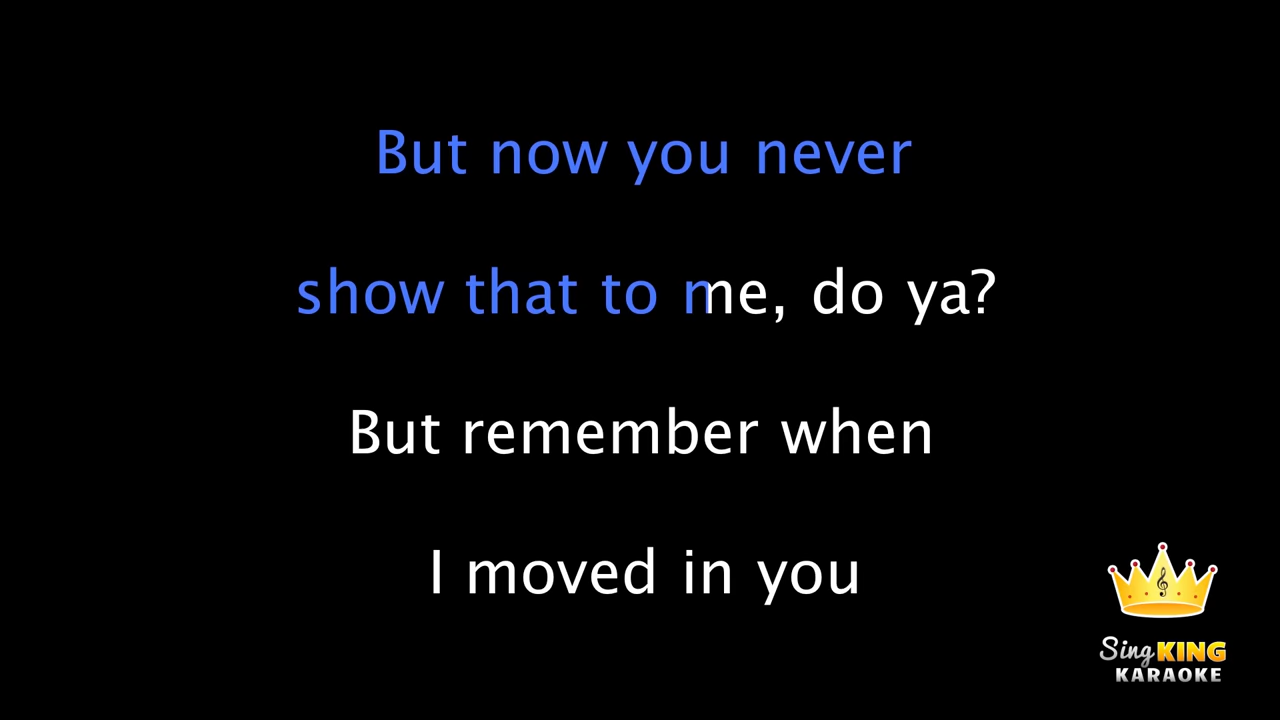 But now you never
show that to me, do ya?
But remember when
I moved in you
Sing KING
KARAOKE